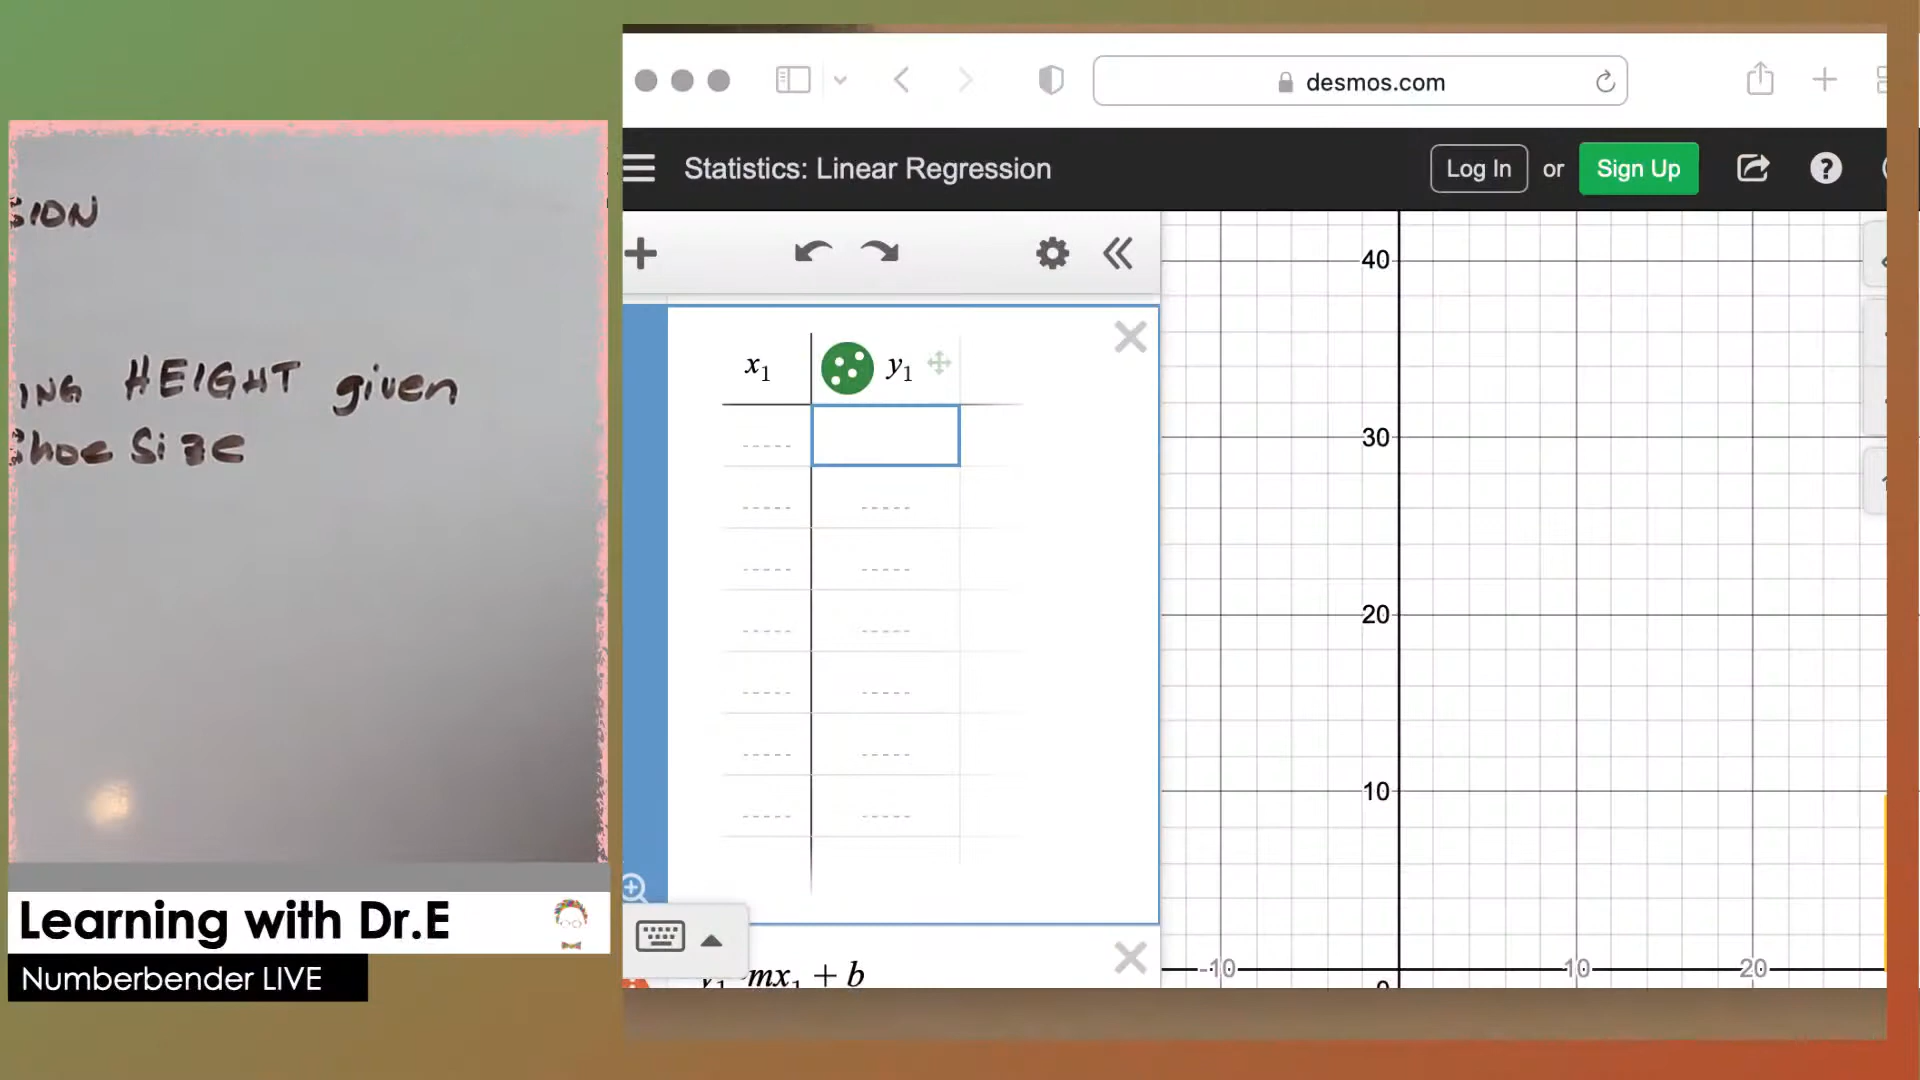 SION
ING HEIGHT given
Shoe Size
Learning with Dr.E
Numberbender LIVE
desmos.com
Statistics: Linear Regression
Log In or Sign Up
x₁ y₁
mx₁ + b
40
30
20
10
-10 10 20
0